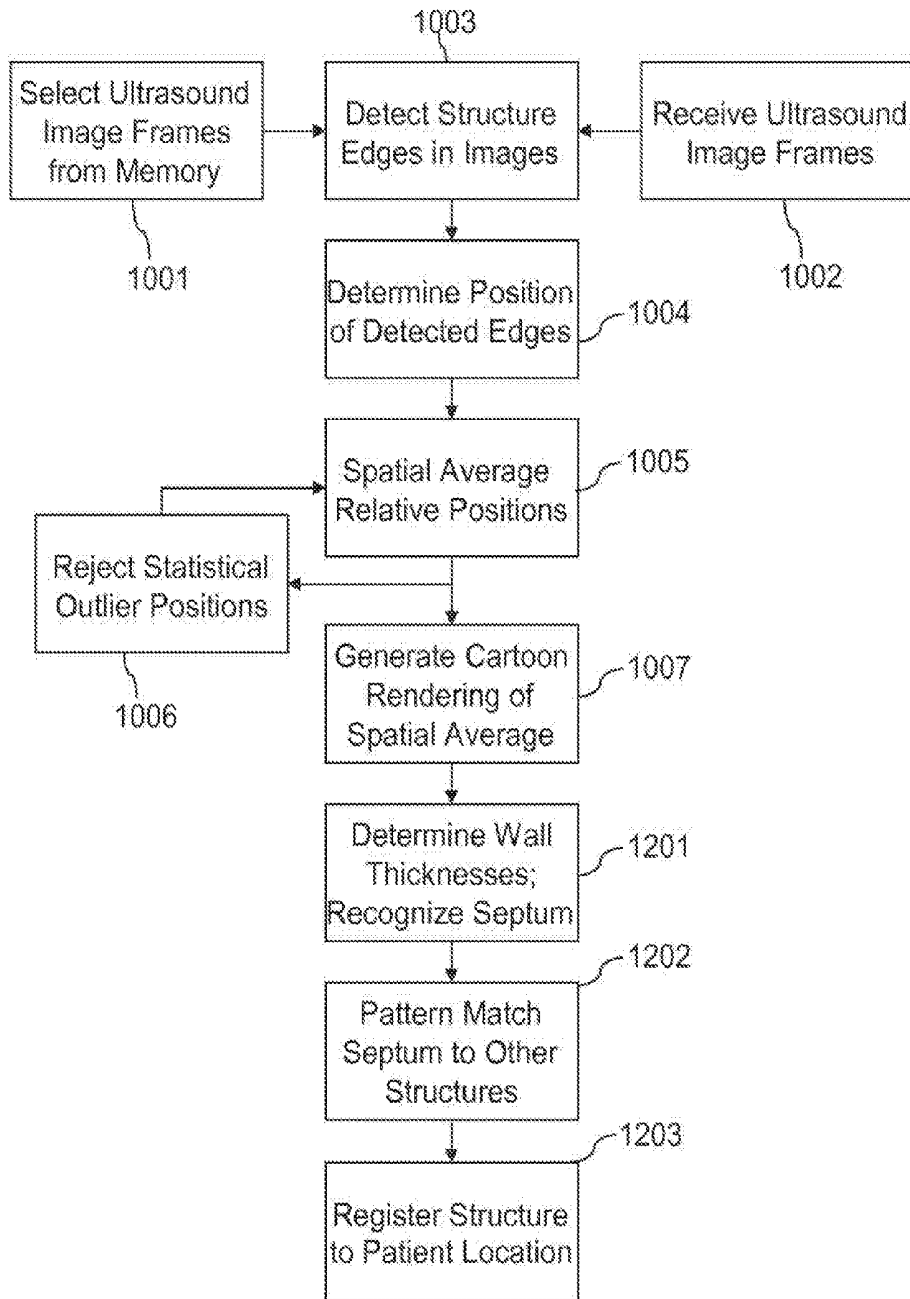 1003
Select Ultrasound
Image Frames
from Memory
Detect Structure
Edges in Images
Receive Ultrasound
Image Frames
1001
1002
Determine Position
of Detected Edges
1004
Spatial Average
Relative Positions
1005
Reject Statistical
Outlier Positions
1006
Generate Cartoon
Rendering of
Spatial Average
1007
Determine Wall
Thicknesses;
Recognize Septum
1201
1202
Pattern Match
Septum to Other
Structures
1203
Register Structure
to Patient Location